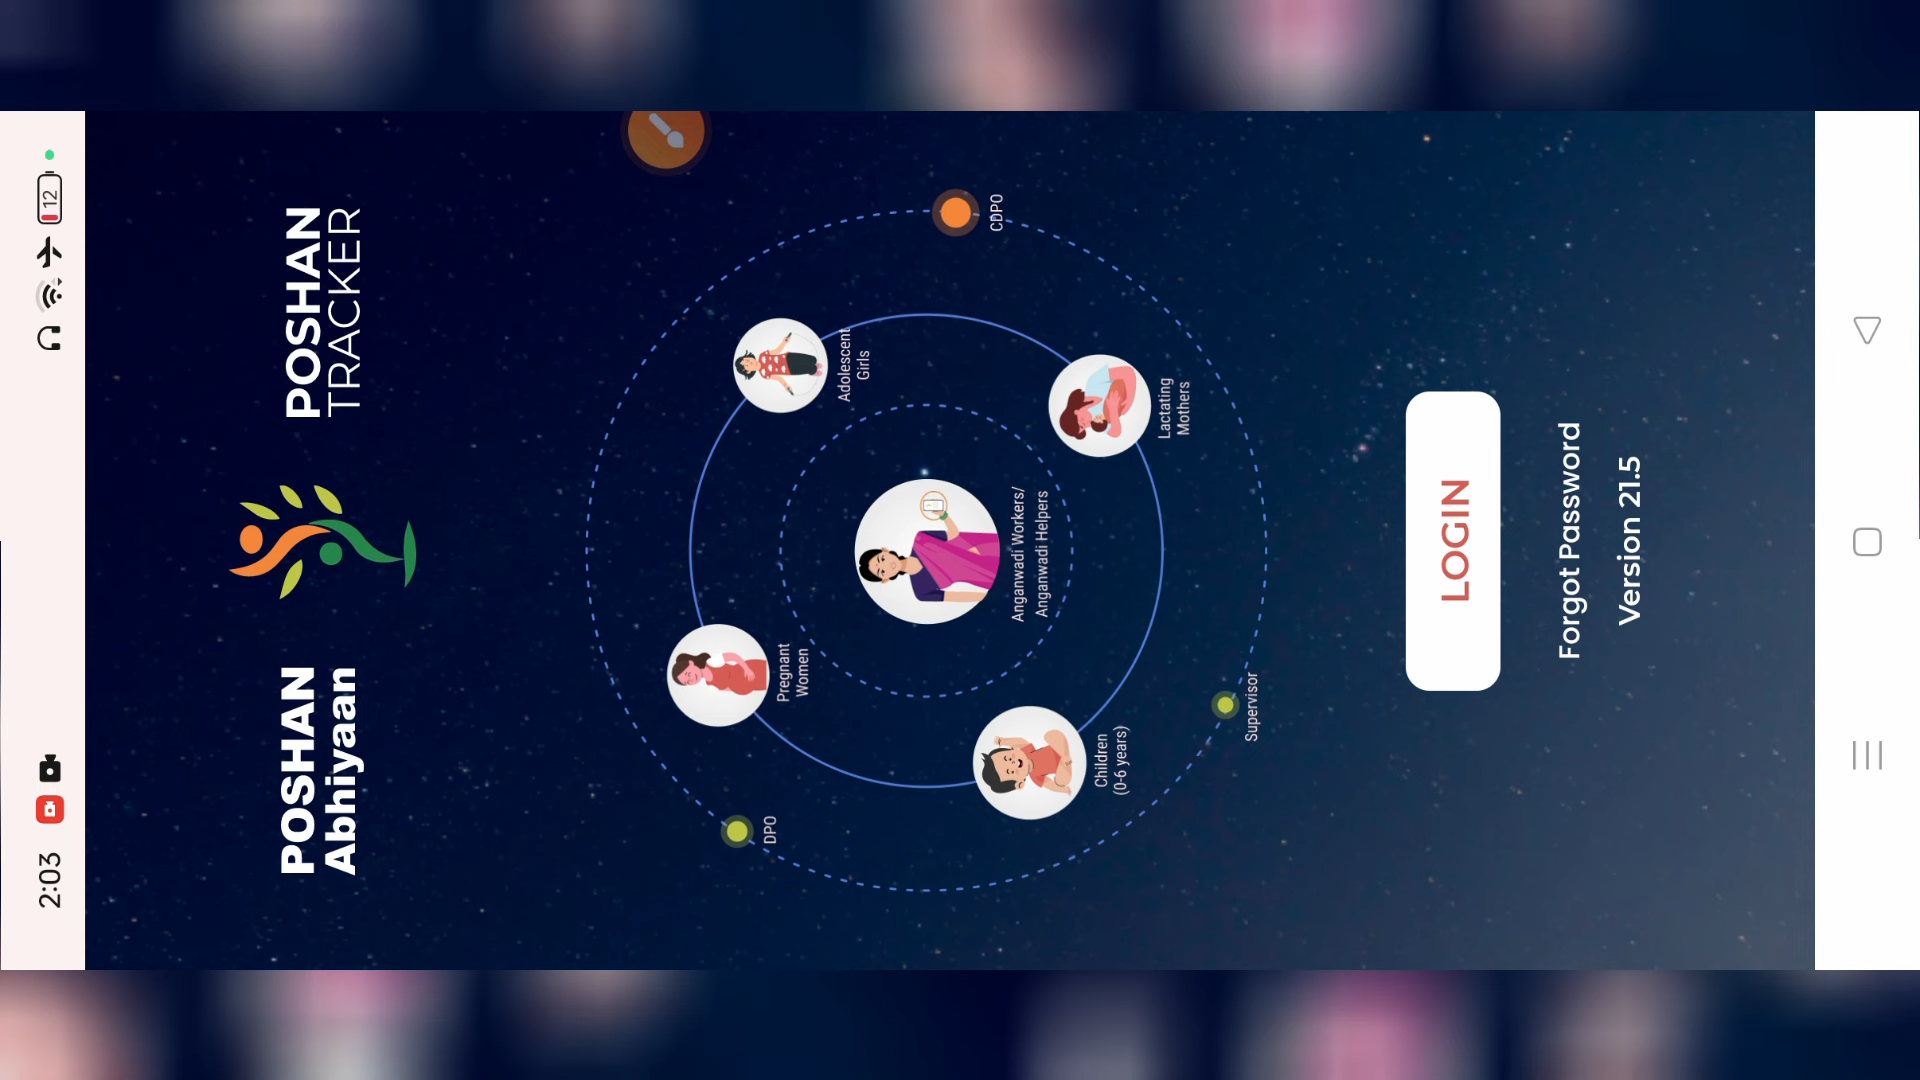 2:03
12
POSHAN
Abhiyaan
POSHAN
TRACKER
Adolescent
Girls
Pregnant
Women
DPO
CDPO
Anganwadi Workers/
Anganwadi Helpers
Lactating
Mothers
Children
(0-6 years)
Supervisor
LOGIN
Forgot Password
Version 21.5